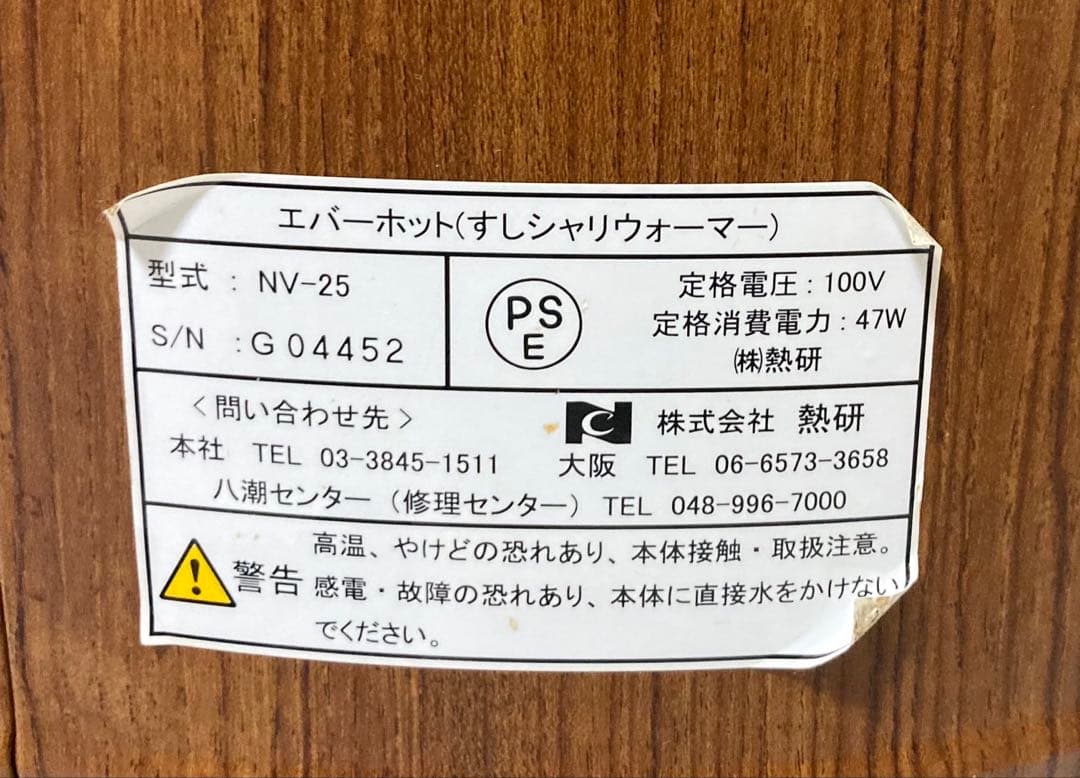 エバーホット(すしシャリウォーマー)
型式 : NV-25
S/N :G 04452
PS
E
定格電圧:100V
定格消費電力:47W
㈱熱研
<問い合わせ先>
C 株式会社 熱研
本社 TEL 03-3845-1511 大阪 TEL 06-6573-3658
八潮センター(修理センター) TEL 048-996-7000
警告
高温、やけどの恐れあり、本体接触・取扱注意。
感電・故障の恐れあり、本体に直接水をかけない
でください。